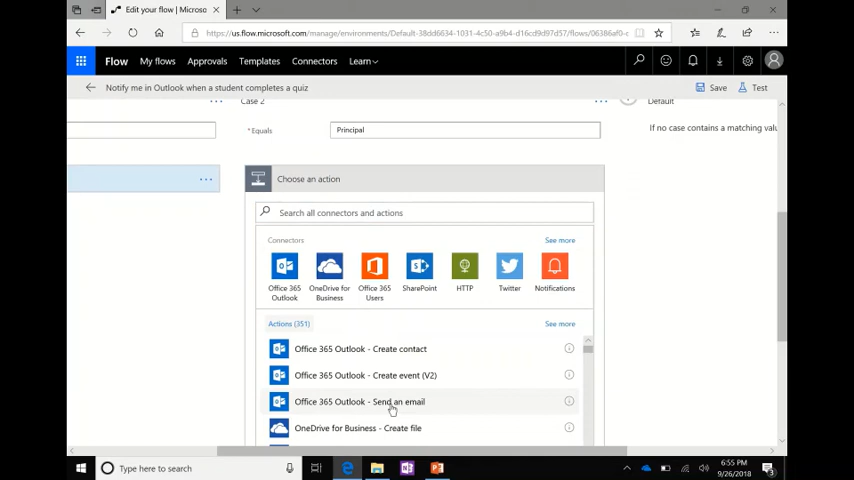 Edit your flow | Microso
https://us.flow.microsoft.com/manage/environments/Default-38dd6634-1031-4c50-a9b4-d16cd9d97d57/flows/06386af0-c
Flow My flows Approvals Templates Connectors Learn
Notify me in Outlook when a student completes a quiz Save Test
Case 2 Default
* Equals Principal If no case contains a matching valu
Choose an action
Search all connectors and actions
Connectors See more
Office 365 Outlook OneDrive for Business Office 365 Users SharePoint HTTP Twitter Notifications
Actions (351) See more
Office 365 Outlook - Create contact
Office 365 Outlook - Create event (V2)
Office 365 Outlook - Send an email
OneDrive for Business - Create file
Type here to search 6:55 PM
9/26/2018 3